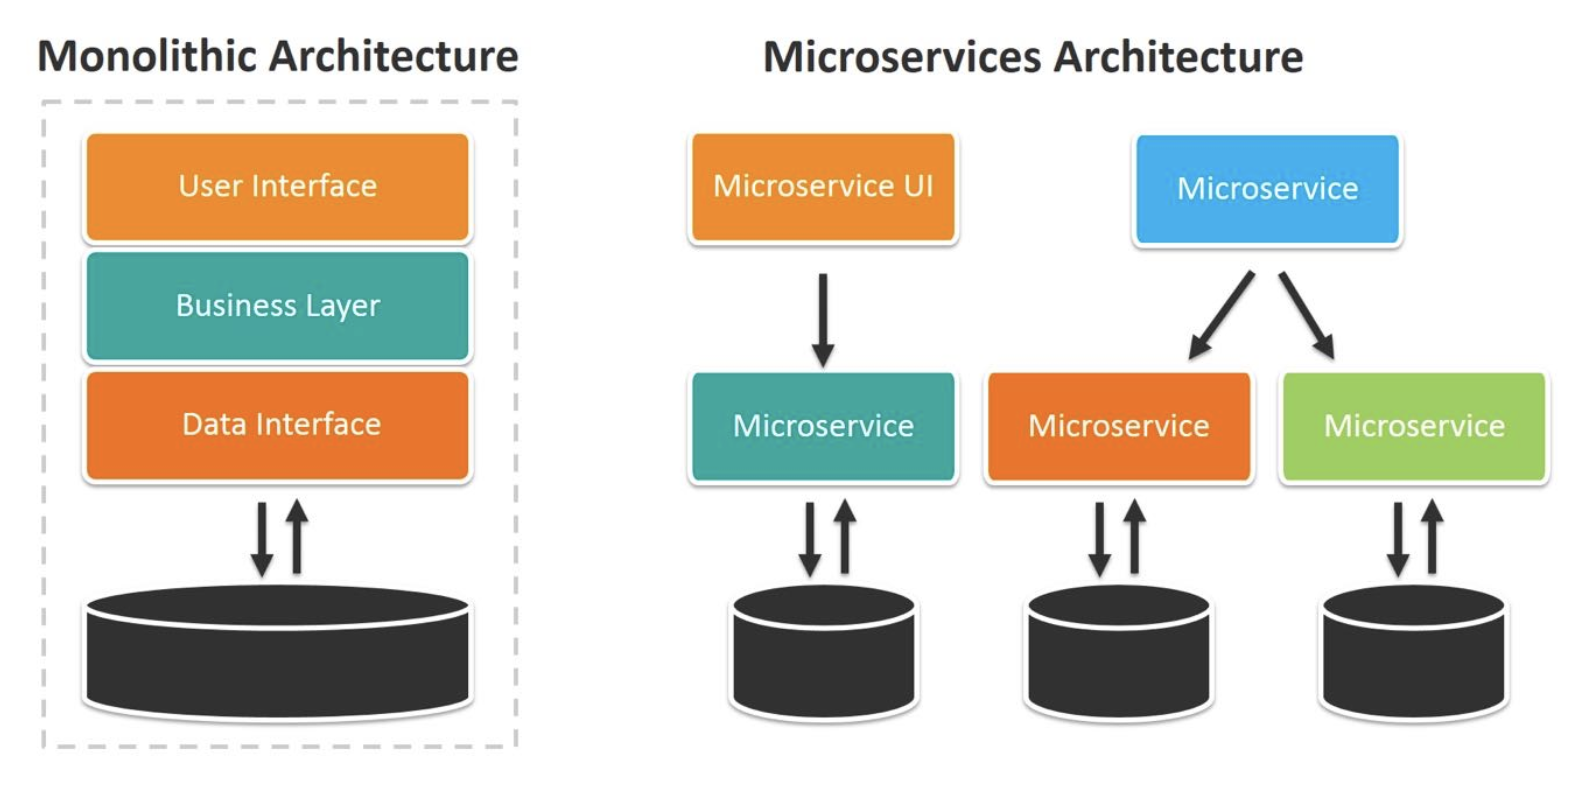 Monolithic Architecture
User Interface
Business Layer
Data Interface
Microservices Architecture
Microservice UI
Microservice
Microservice
Microservice
Microservice